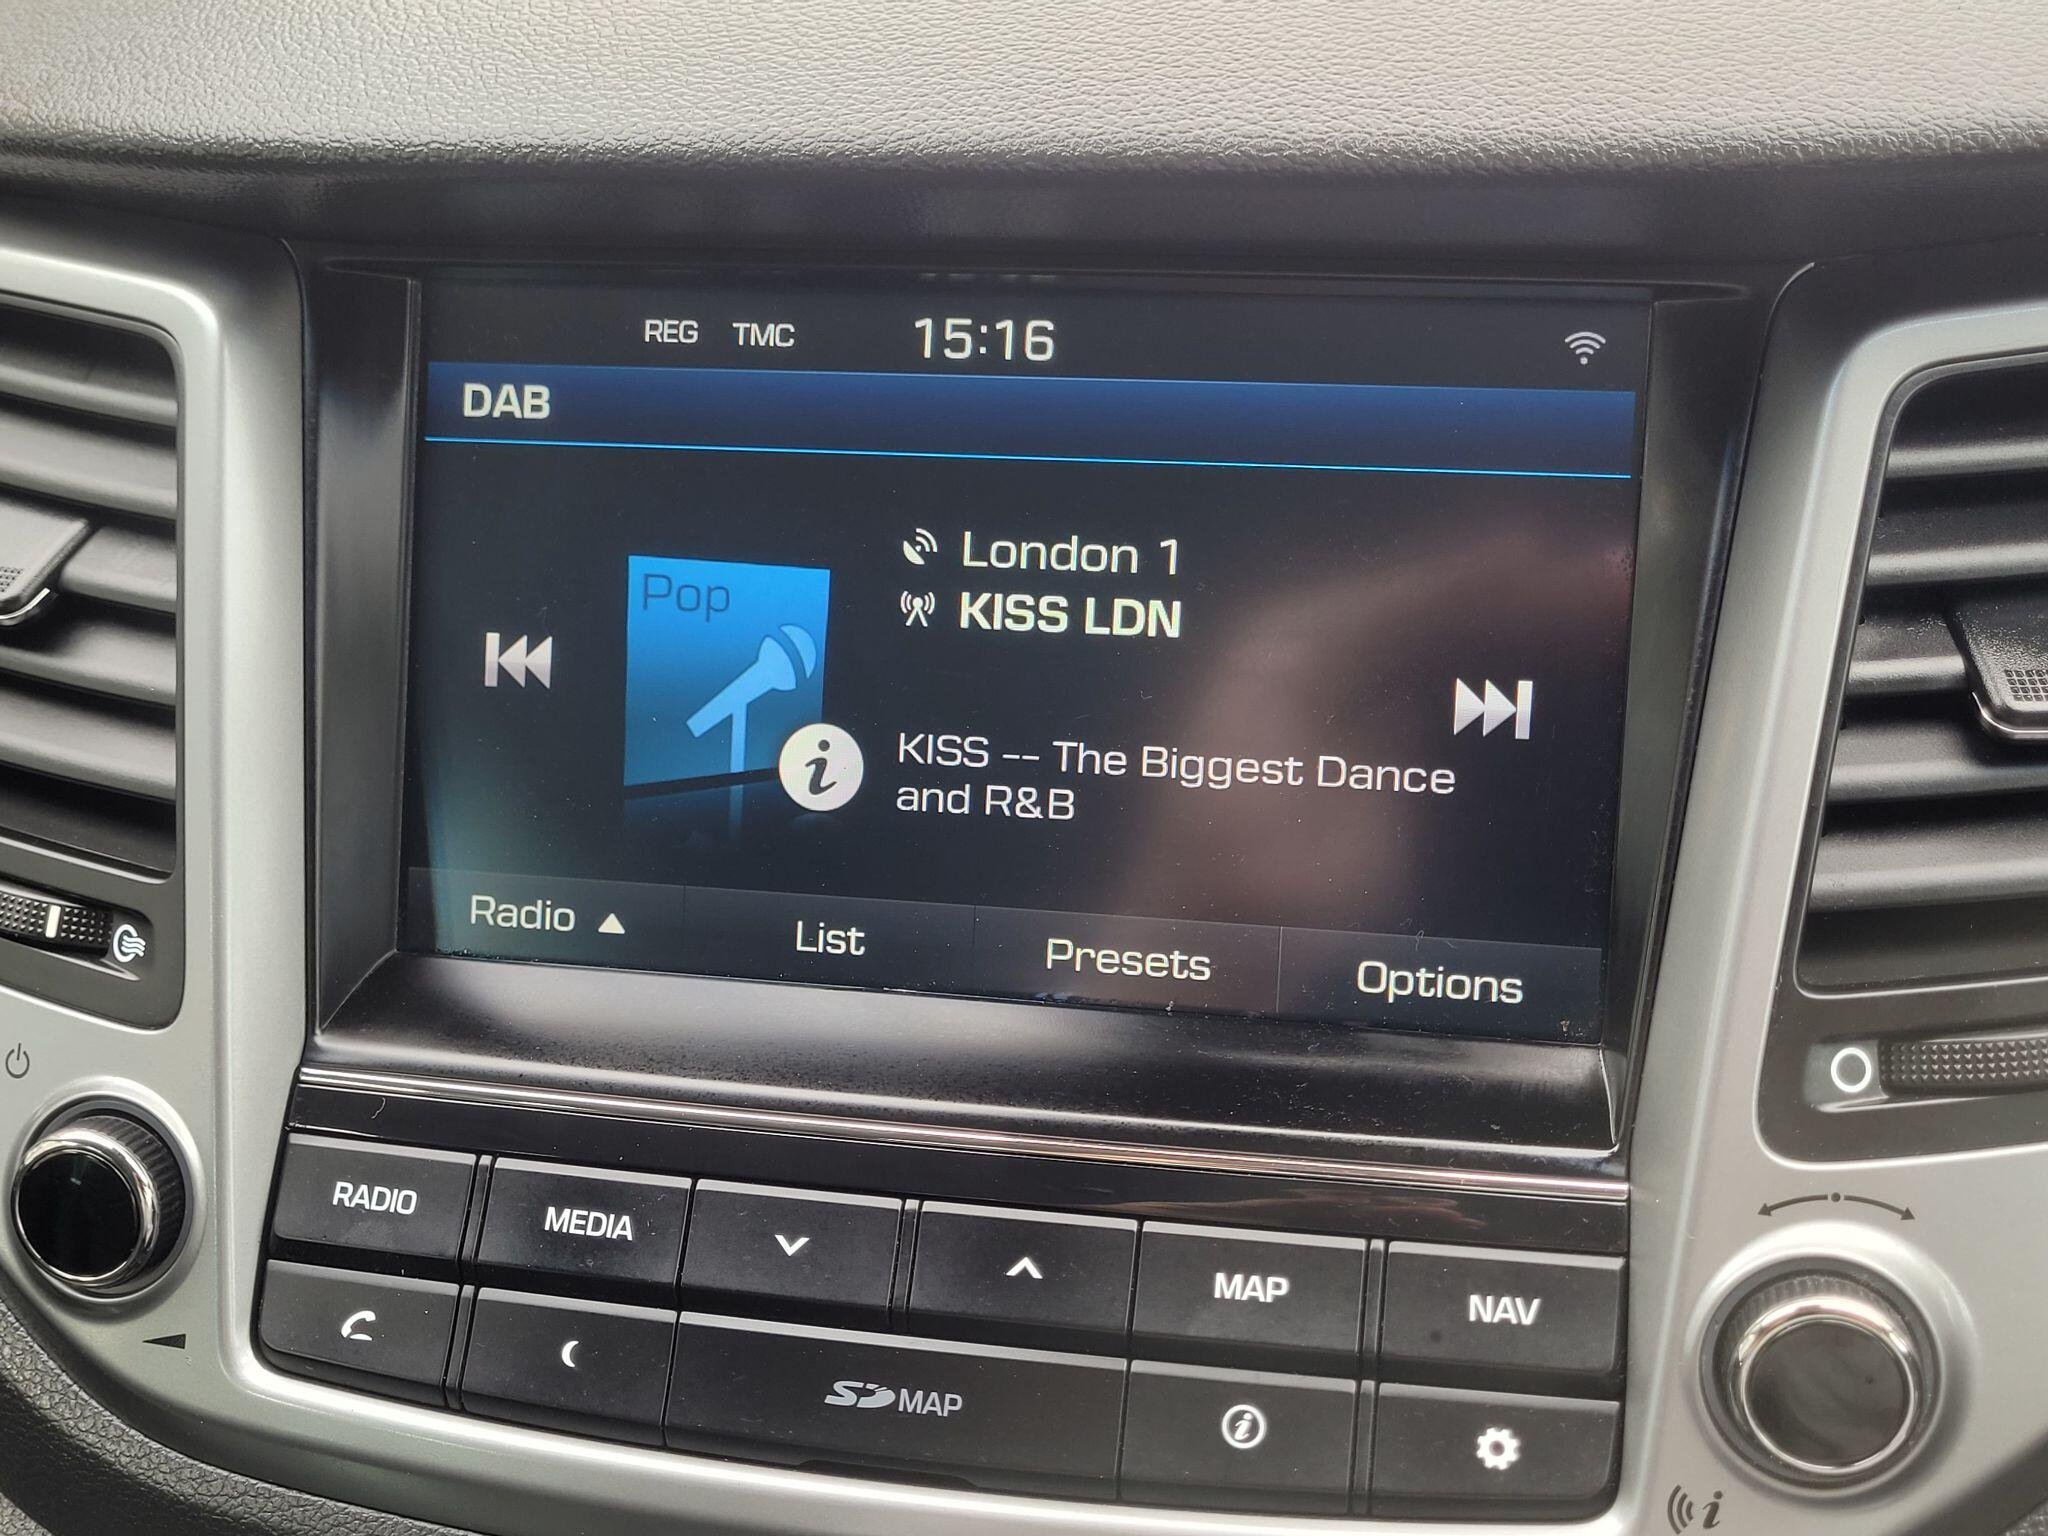 REG TMC 15:16
DAB
Pop
London 1
KISS LDN
KISS -- The Biggest Dance
and R&B
Radio ▲ List Presets Options
RADIO MEDIA MAP NAV
SD MAP